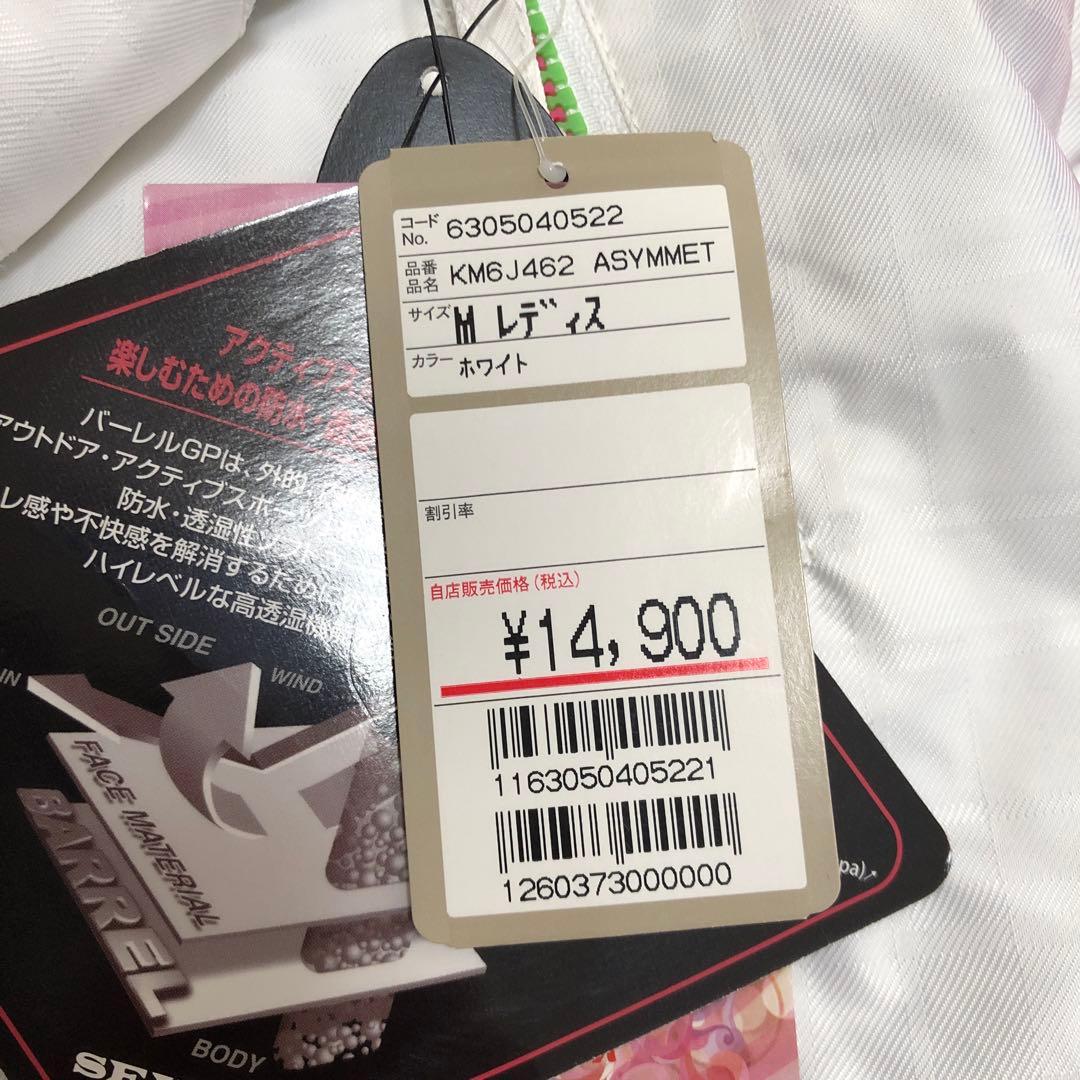 コード No. 6305040522
品番 品名 KM6J462 ASYMMET
サイズ M レディス
カラー ホワイト
割引率
自店販売価格(税込)
¥14,900
1163050405221
1260373000000
アクティブ
楽しむための防水・
バーレルGPは、外的
アウトドア・アクティブスポー
防水・透湿性
レ感や不快感を解消するため
ハイレベルな高透湿
OUT SIDE
WIND
FACE MATERIAL
BARREL
BODY
pa)